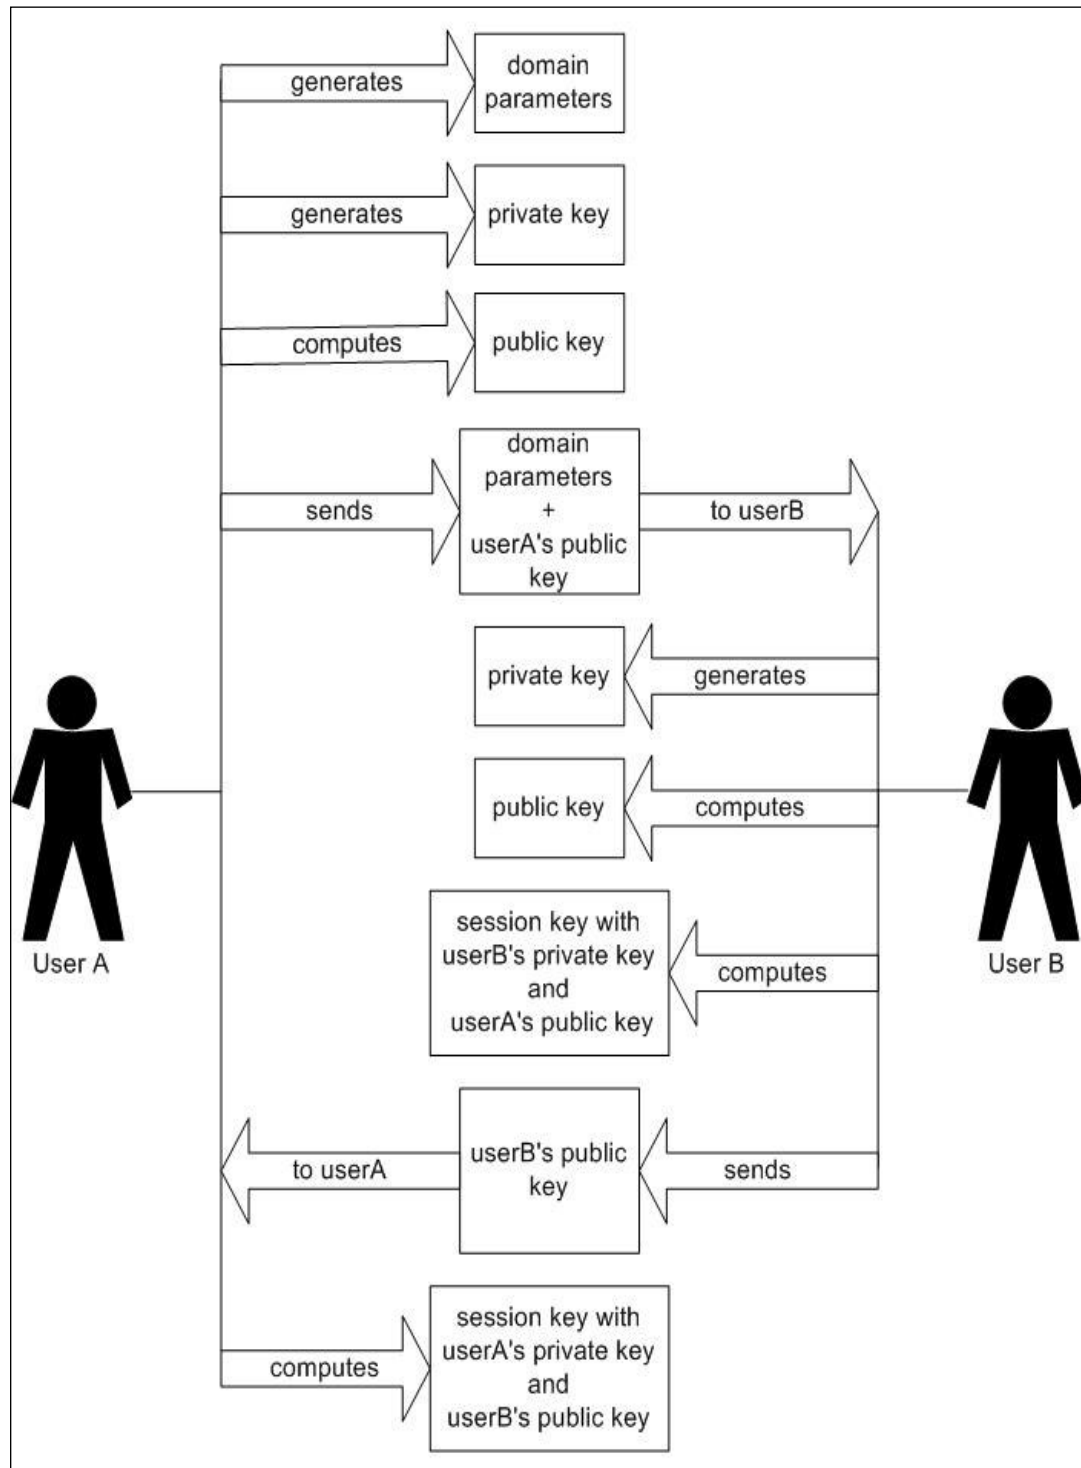 generates
domain
parameters
generates
private key
computes
public key
sends
domain
parameters
+
userA's public
key
to userB
private key
generates
public key
computes
User A
User B
session key with
userB's private key
and
userA's public key
computes
to userA
userB's public
key
sends
computes
session key with
userA's private key
and
userB's public key